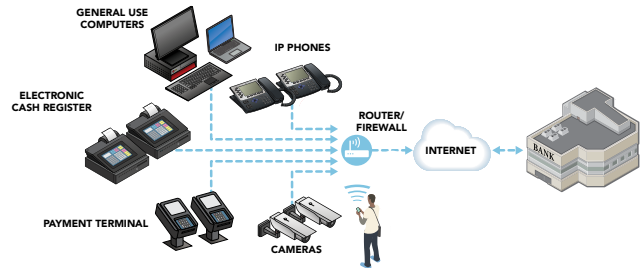 GENERAL USE
COMPUTERS
IP PHONES
ELECTRONIC
CASH REGISTER
ROUTER/
FIREWALL
INTERNET
BANK
PAYMENT TERMINAL
CAMERAS